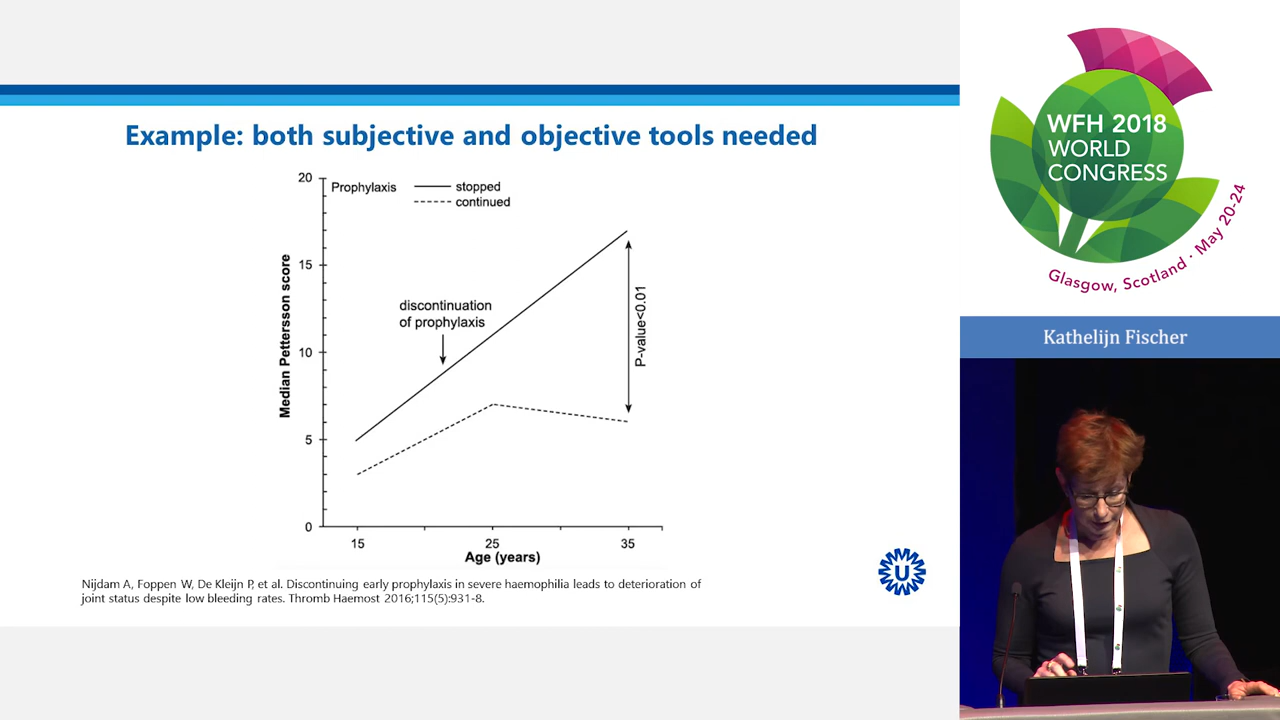 Example: both subjective and objective tools needed
20
Prophylaxis
stopped
continued
15
10
5
0
Median Pettersson score
discontinuation
of prophylaxis
P-value<0.01
15
25
35
Age (years)
Nijdam A, Foppen W, De Kleijn P, et al. Discontinuing early prophylaxis in severe haemophilia leads to deterioration of
joint status despite low bleeding rates. Thromb Haemost 2016;115(5):931-8.
U
WFH 2018
WORLD
CONGRESS
Glasgow, Scotland · May 20-24
Kathelijn Fischer